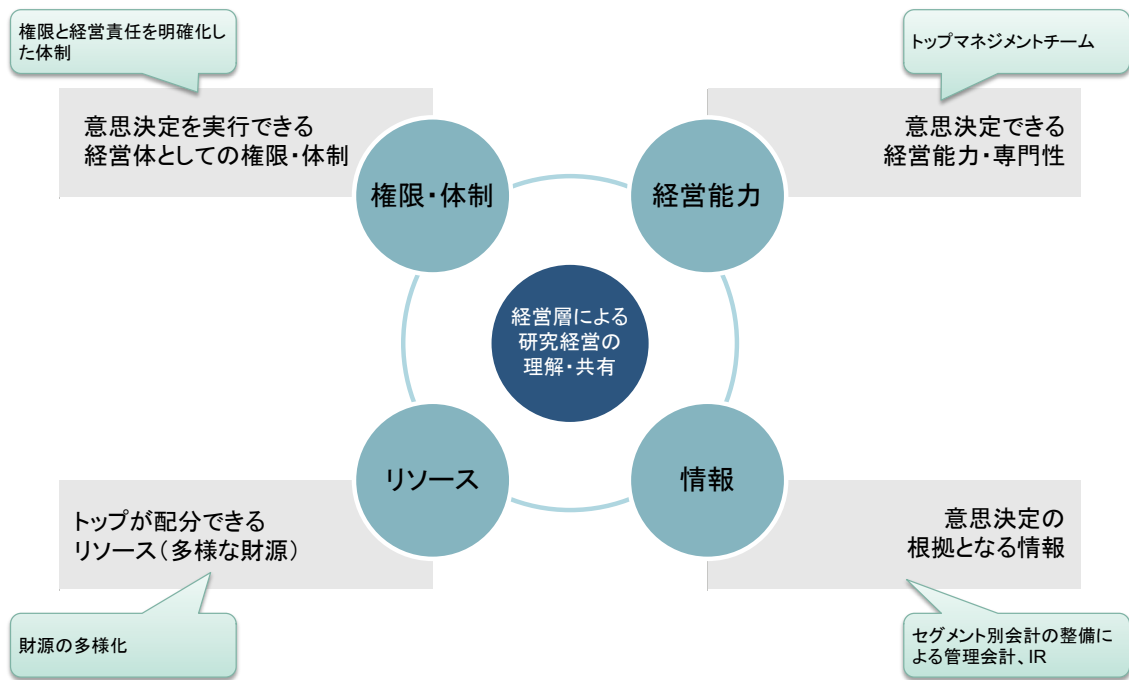 権限と経営責任を明確化し
た体制
トップマネジメントチーム
意思決定を実行できる
経営体としての権限・体制
意思決定できる
経営能力・専門性
権限・体制
経営能力
経営層による
研究経営の
理解・共有
リソース
情報
トップが配分できる
リソース（多様な財源）
意思決定の
根拠となる情報
財源の多様化
セグメント別会計の整備に
よる管理会計、IR